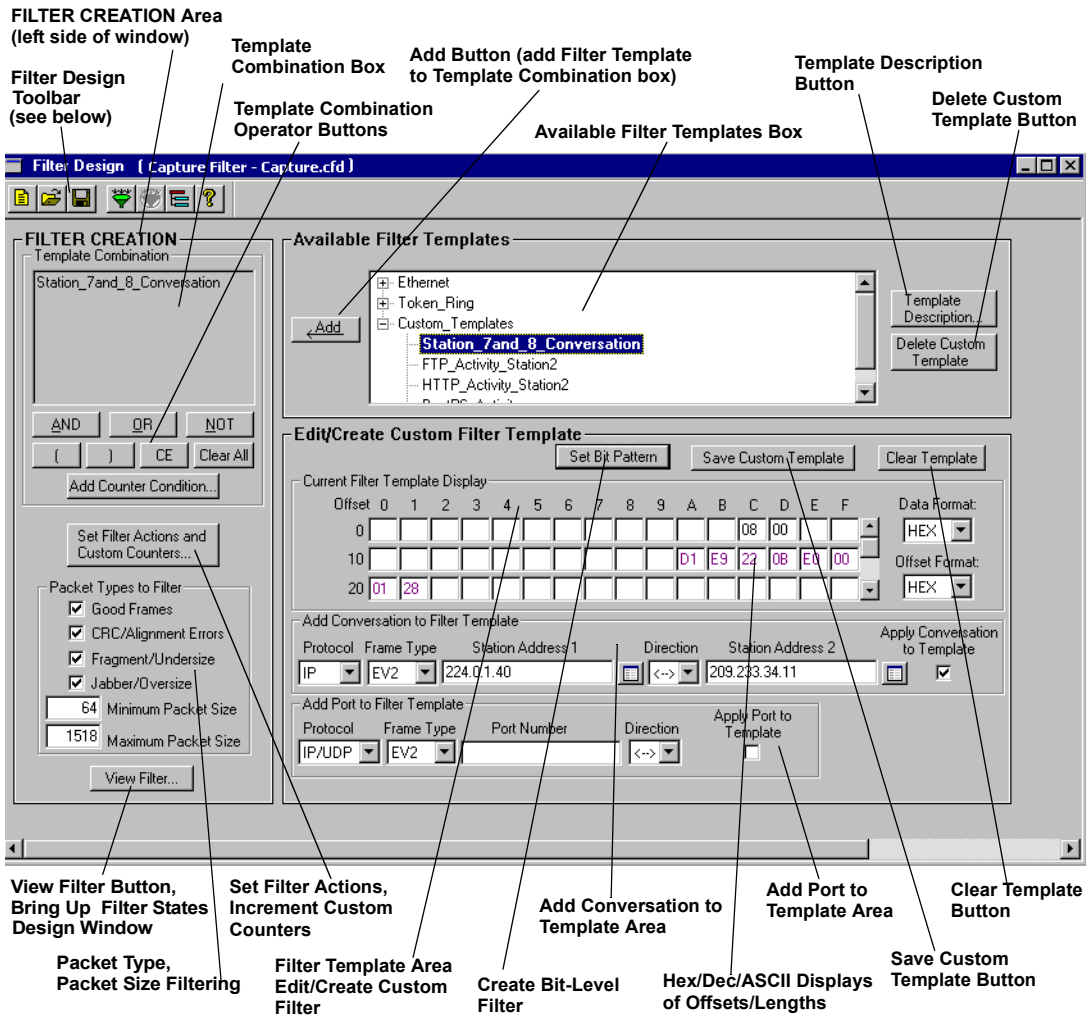 FILTER CREATION Area
(left side of window)
Template
Combination Box
Add Button (add Filter Template
to Template Combination box)
Template Description
Button
Filter Design
Toolbar
(see below)
Delete Custom
Template Button
Template Combination
Operator Buttons
Available Filter Templates Box
Filter Design ( Capture Filter - Capture.cfd )
FILTER CREATION
Template Combination
Station_7and_8_Conversation
AND OR NOT
( ) CE Clear All
Add Counter Condition...
Set Filter Actions and
Custom Counters...
Packet Types to Filter
Good Frames
CRC/Alignment Errors
Fragment/Undersize
Jabber/Oversize
64 Minimum Packet Size
1518 Maximum Packet Size
View Filter...
Available Filter Templates
Add
Ethernet
Token_Ring
Custom_Templates
Station_7and_8_Conversation
FTP_Activity_Station2
HTTP_Activity_Station2
Template
Description...
Delete Custom
Template
Edit/Create Custom Filter Template
Set Bit Pattern Save Custom Template Clear Template
Current Filter Template Display
Offset 0 1 2 3 4 5 6 7 8 9 A B C D E F
0 08 00
10 D1 E9 22 0B E0 00
20 01 28
Data Format:
HEX
Offset Format:
HEX
Add Conversation to Filter Template
Protocol Frame Type Station Address 1 Direction Station Address 2 Apply Conversation
to Template
IP EV2 224.0.1.40 <--> 209.233.34.11
Add Port to Filter Template
Protocol Frame Type Port Number Direction Apply Port to
Template
IP/UDP EV2 <-->
View Filter Button,
Bring Up Filter States
Design Window
Set Filter Actions,
Increment Custom
Counters
Add Conversation to
Template Area
Add Port to
Template Area
Clear Template
Button
Packet Type,
Packet Size Filtering
Filter Template Area
Edit/Create Custom
Filter
Create Bit-Level
Filter
Hex/Dec/ASCII Displays
of Offsets/Lengths
Save Custom
Template Button